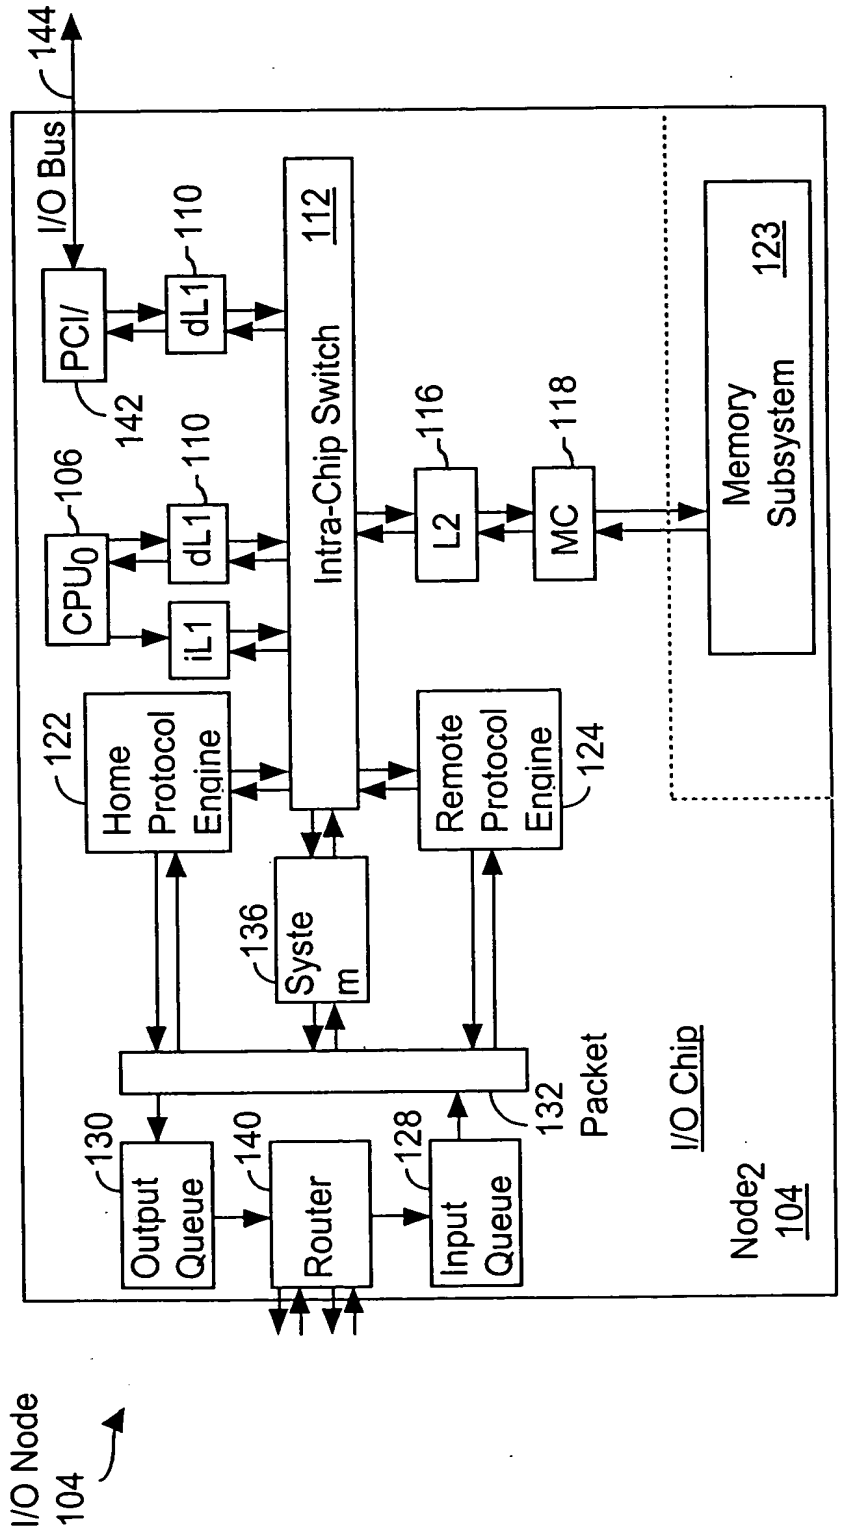 I/O Node
104
144
I/O Bus
PCI/
142
dL1
110
CPU0
106
dL1
110
iL1
Intra-Chip Switch
112
122
Home
Protocol
Engine
136
Syste
m
Remote
Protocol
Engine
124
L2
116
MC
118
Memory
Subsystem
123
130
Output
Queue
140
Router
128
Input
Queue
132
Packet
I/O Chip
Node2
104